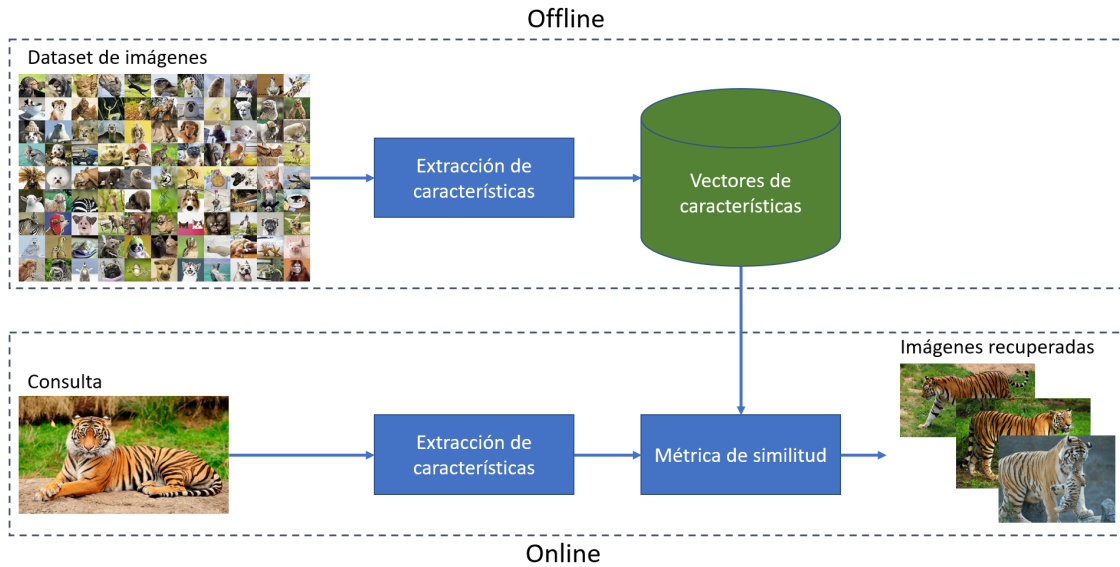 Offline
Dataset de imágenes
Extracción de
características
Vectores de
características
Imágenes recuperadas
Consulta
Extracción de
características
Métrica de similitud
Online